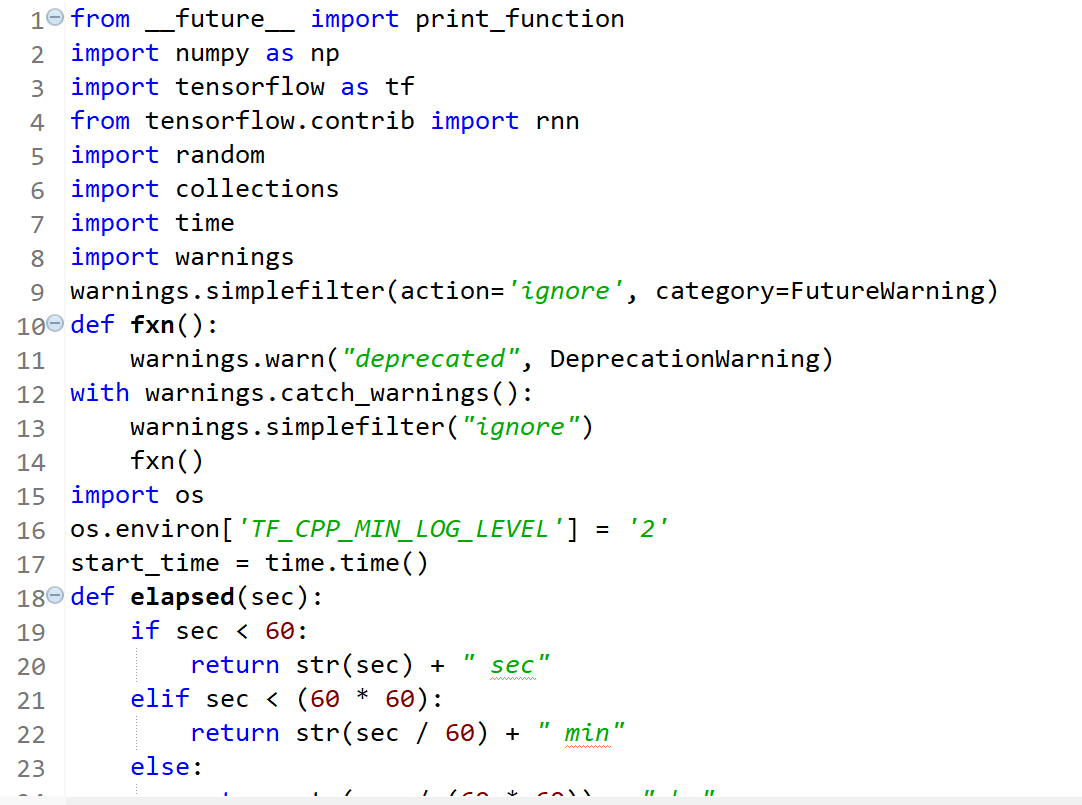 1 from __future__ import print_function
2 import numpy as np
3 import tensorflow as tf
4 from tensorflow.contrib import rnn
5 import random
6 import collections
7 import time
8 import warnings
9 warnings.simplefilter(action='ignore', category=FutureWarning)
10 def fxn():
11     warnings.warn("deprecated", DeprecationWarning)
12 with warnings.catch_warnings():
13     warnings.simplefilter("ignore")
14     fxn()
15 import os
16 os.environ['TF_CPP_MIN_LOG_LEVEL'] = '2'
17 start_time = time.time()
18 def elapsed(sec):
19     if sec < 60:
20         return str(sec) + " sec"
21     elif sec < (60 * 60):
22         return str(sec / 60) + " min"
23     else: